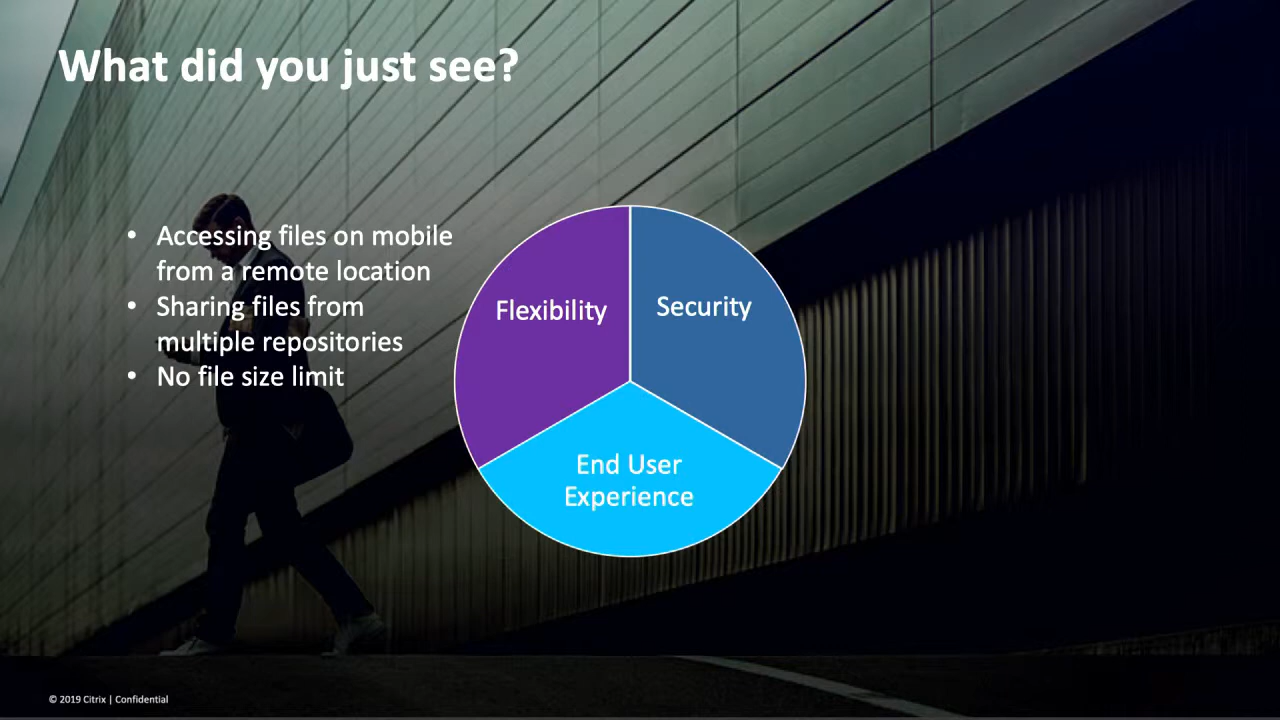 What did you just see?
• Accessing files on mobile
from a remote location
• Sharing files from
multiple repositories
• No file size limit
Flexibility
Security
End User
Experience
© 2019 Citrix | Confidential